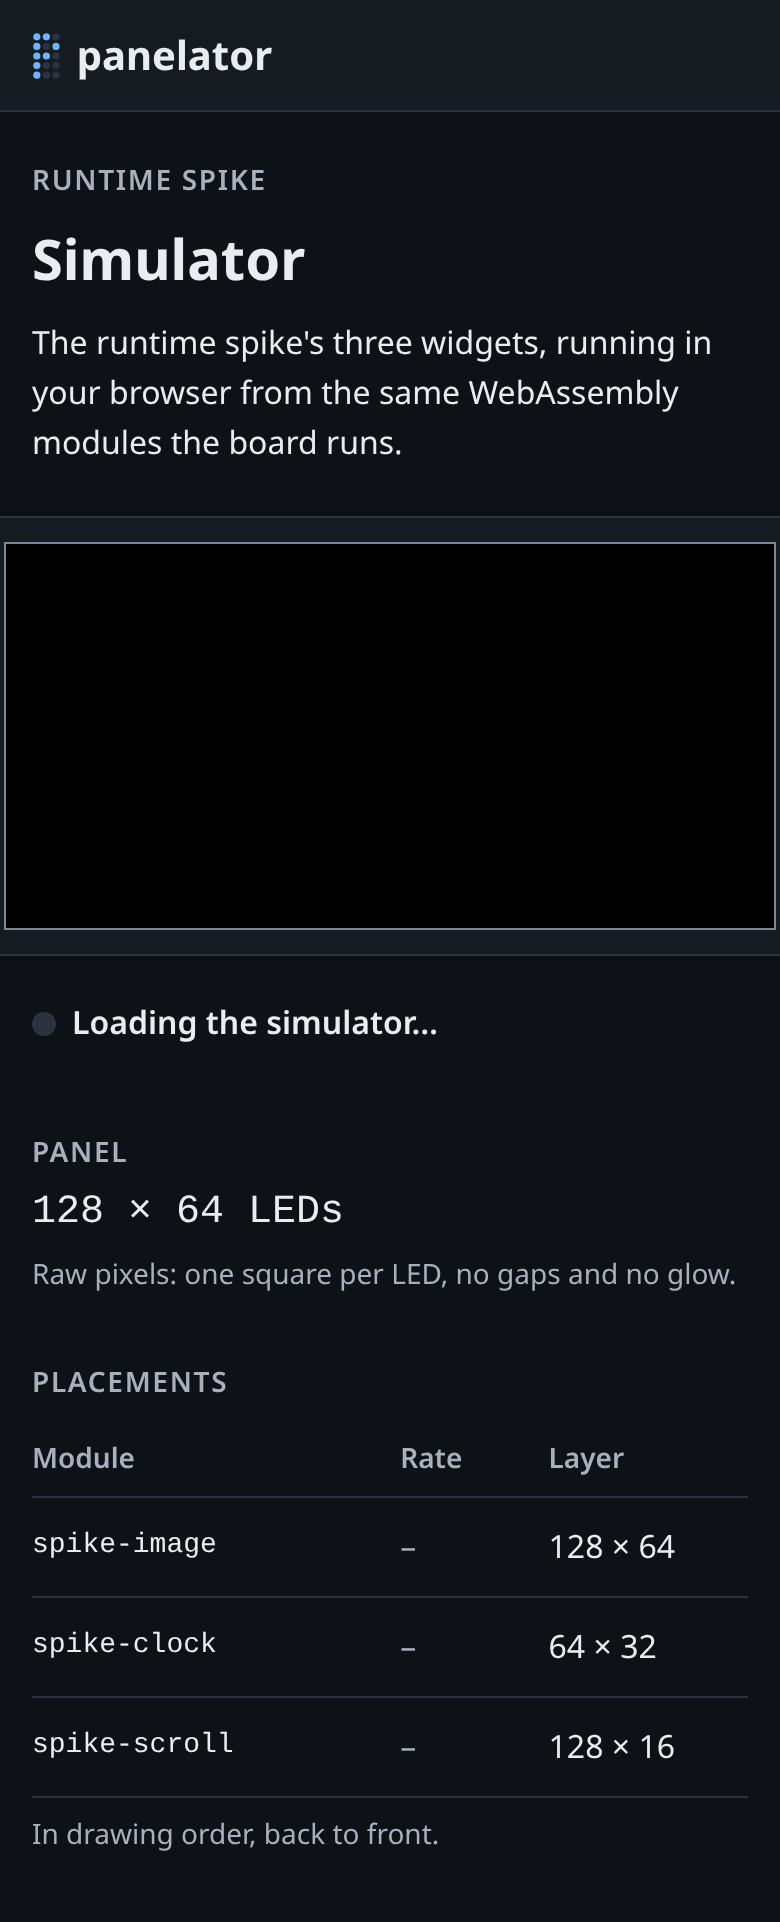 panelator
RUNTIME SPIKE
Simulator
The runtime spike's three widgets, running in
your browser from the same WebAssembly
modules the board runs.
Loading the simulator...
PANEL
128 × 64 LEDs
Raw pixels: one square per LED, no gaps and no glow.
PLACEMENTS
Module Rate Layer
spike-image – 128 × 64
spike-clock – 64 × 32
spike-scroll – 128 × 16
In drawing order, back to front.